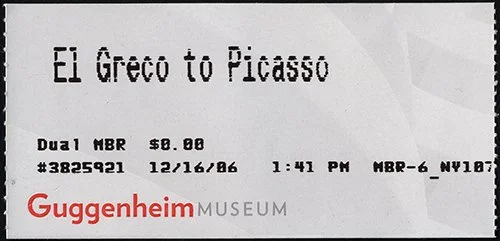 El Greco to Picasso
Dual MBR $0.00
#3825921 12/16/06 1:41 PM MBR-6_NY107
Guggenheim MUSEUM